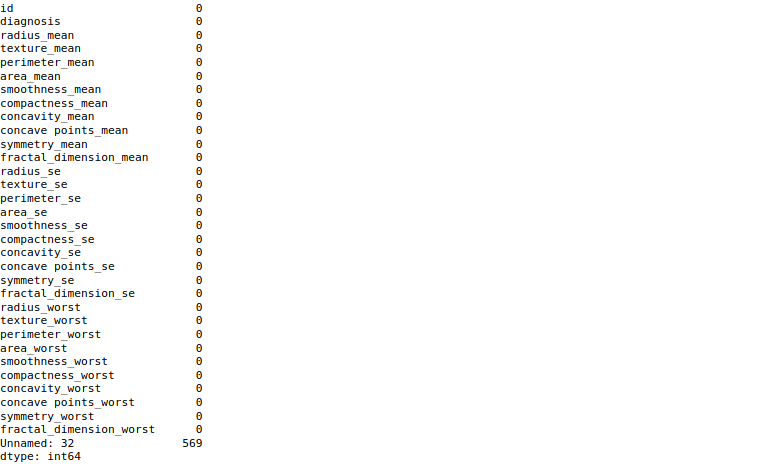 id 0
diagnosis 0
radius_mean 0
texture_mean 0
perimeter_mean 0
area_mean 0
smoothness_mean 0
compactness_mean 0
concavity_mean 0
concave points_mean 0
symmetry_mean 0
fractal_dimension_mean 0
radius_se 0
texture_se 0
perimeter_se 0
area_se 0
smoothness_se 0
compactness_se 0
concavity_se 0
concave points_se 0
symmetry_se 0
fractal_dimension_se 0
radius_worst 0
texture_worst 0
perimeter_worst 0
area_worst 0
smoothness_worst 0
compactness_worst 0
concavity_worst 0
concave points_worst 0
symmetry_worst 0
fractal_dimension_worst 0
Unnamed: 32 569
dtype: int64